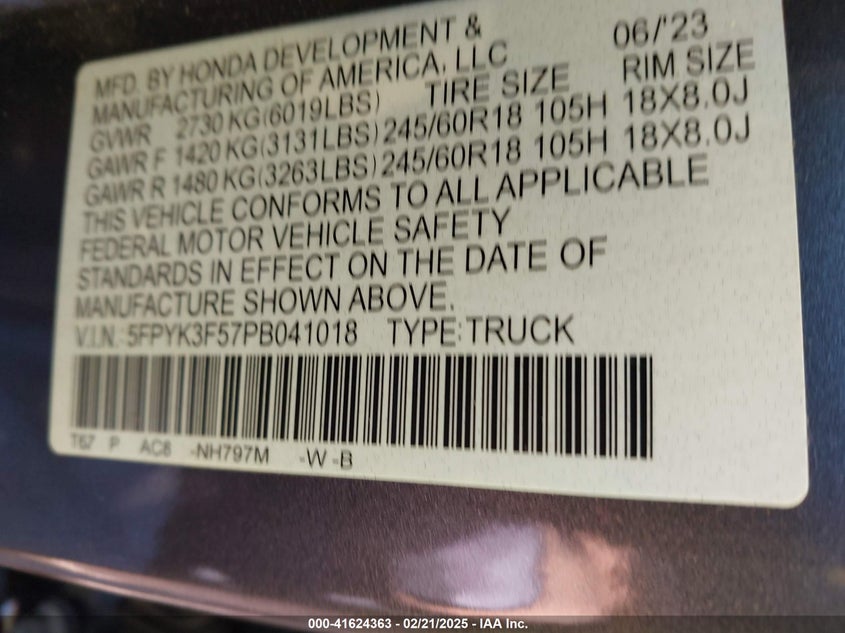 MFD. BY HONDA DEVELOPMENT & 06/'23
MANUFACTURING OF AMERICA, LLC RIM SIZE
GVWR 2730 KG(6019LBS) TIRE SIZE
GAWR F 1420 KG(3131LBS) 245/60R18 105H 18X8.0J
GAWR R 1480 KG(3263LBS) 245/60R18 105H 18X8.0J
THIS VEHICLE CONFORMS TO ALL APPLICABLE
FEDERAL MOTOR VEHICLE SAFETY
STANDARDS IN EFFECT ON THE DATE OF
MANUFACTURE SHOWN ABOVE.
V.I.N.: 5FPYK3F57PB041018 TYPE: TRUCK
T67 P AC8 -NH797M -W -B
000-41624363 - 02/21/2025 - IAA Inc.